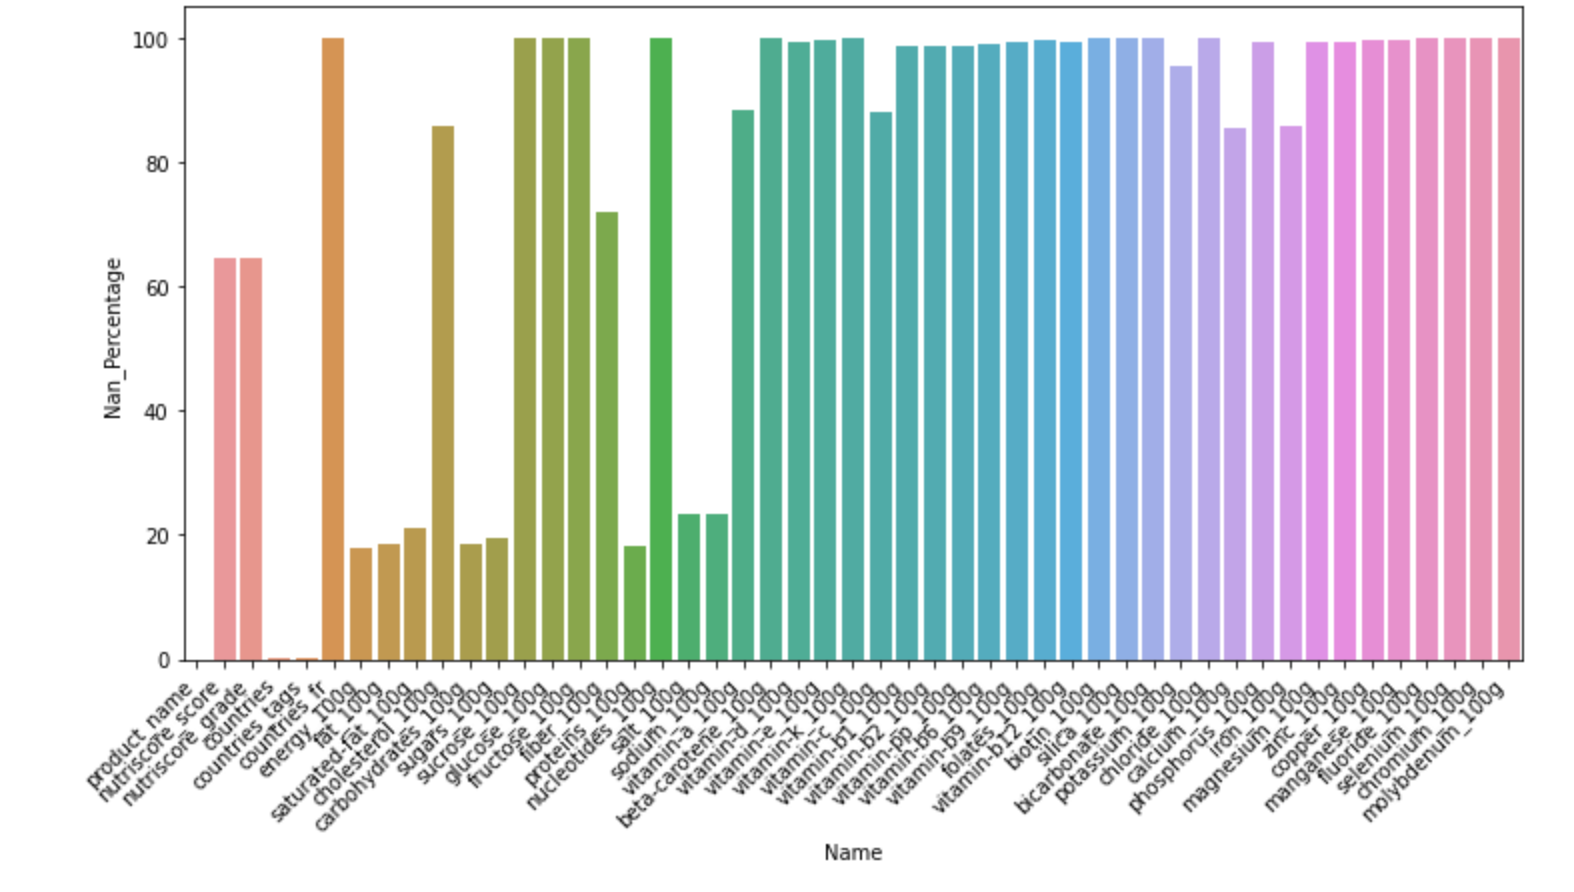 100
80
60
40
20
0
Nan_Percentage
product_name
nutriscore_score
nutriscore_grade
countries
countries_tags
countries_fr
energy_100g
fat_100g
saturated-fat_100g
cholesterol_100g
carbohydrates_100g
sugars_100g
sucrose_100g
glucose_100g
fructose_100g
fiber_100g
proteins_100g
nucleotides_100g
salt_100g
sodium_100g
vitamin-a_100g
beta-carotene_100g
vitamin-d_100g
vitamin-e_100g
vitamin-k_100g
vitamin-c_100g
vitamin-b1_100g
vitamin-b2_100g
vitamin-pp_100g
vitamin-b6_100g
vitamin-b9_100g
folates_100g
vitamin-b12_100g
biotin_100g
silica_100g
bicarbonate_100g
potassium_100g
chloride_100g
calcium_100g
phosphorus_100g
iron_100g
magnesium_100g
zinc_100g
copper_100g
manganese_100g
fluoride_100g
selenium_100g
chromium_100g
molybdenum_100g
Name